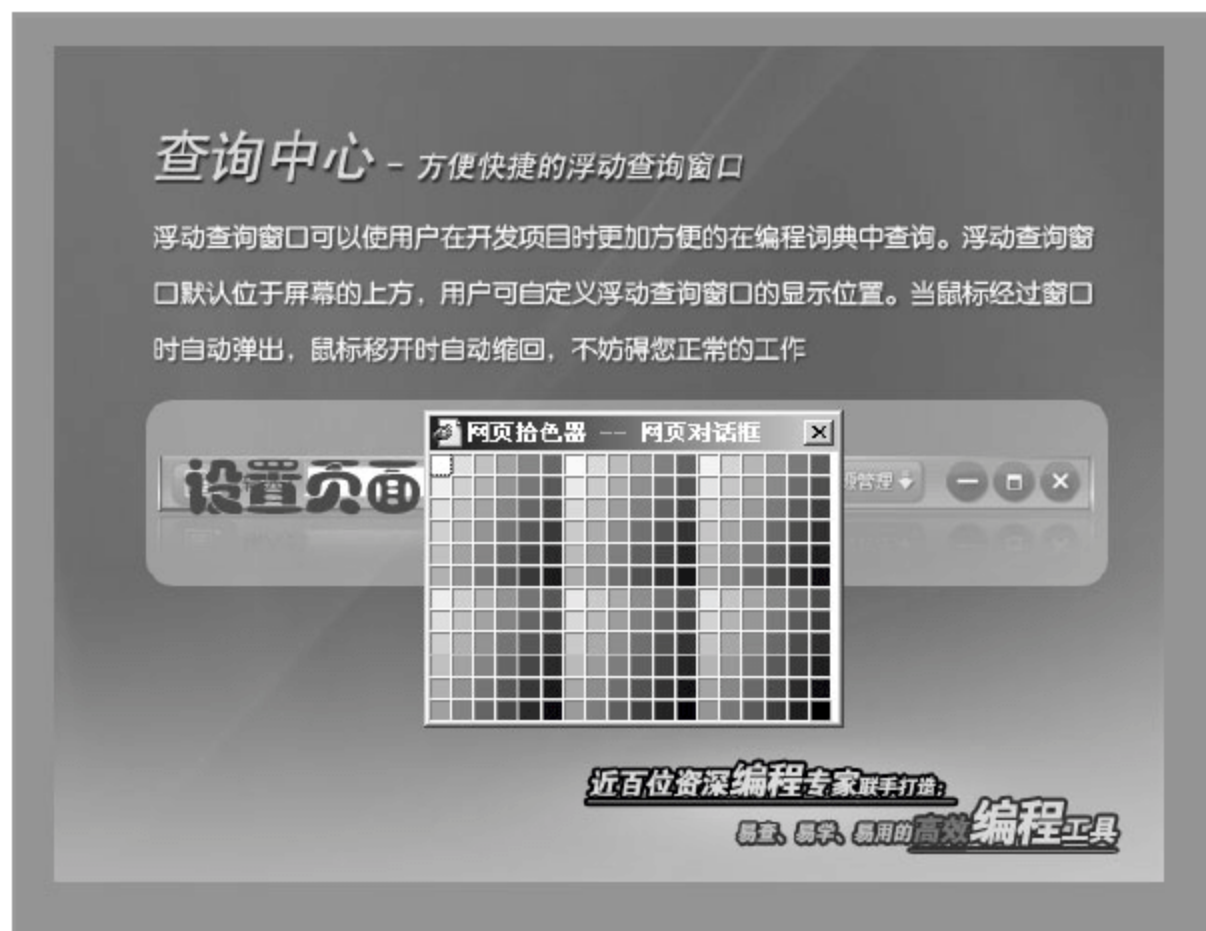 查询中心 - 方便快捷的浮动查询窗口
浮动查询窗口可以使用户在开发项目时更加方便的在编程词典中查询。浮动查询窗
口默认位于屏幕的上方，用户可自定义浮动查询窗口的显示位置。当鼠标经过窗口
时自动弹出，鼠标移开时自动缩回，不妨碍您正常的工作
网页拾色器 -- 网页对话框
设置页面
管理
近百位资深编程专家联手打造；
易查、易学、易用的高效编程工具